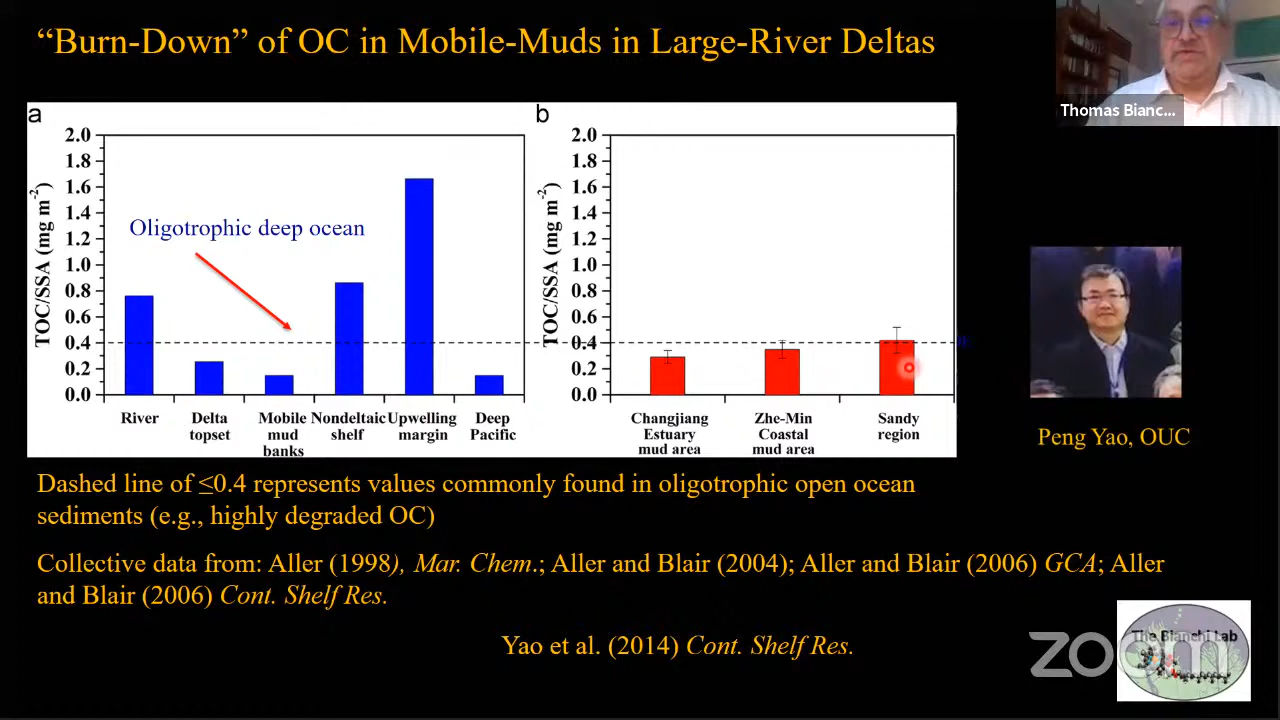 “Burn-Down” of OC in Mobile-Muds in Large-River Deltas
Thomas Bianc...
a
2.0
1.8
1.6
1.4
1.2
1.0
0.8
0.6
0.4
0.2
0.0
TOC/SSA (mg m-2)
Oligotrophic deep ocean
River
Delta
topset
Mobile
mud
banks
Nondeltaic
shelf
Upwelling
margin
Deep
Pacific
b
2.0
1.8
1.6
1.4
1.2
1.0
0.8
0.6
0.4
0.2
0.0
TOC/SSA (mg m-2)
Changjiang
Estuary
mud area
Zhe-Min
Coastal
mud area
Sandy
region
Peng Yao, OUC
Dashed line of ≤0.4 represents values commonly found in oligotrophic open ocean
sediments (e.g., highly degraded OC)
Collective data from: Aller (1998), Mar. Chem.; Aller and Blair (2004); Aller and Blair (2006) GCA; Aller
and Blair (2006) Cont. Shelf Res.
Yao et al. (2014) Cont. Shelf Res.
The Bianchi Lab
zoom